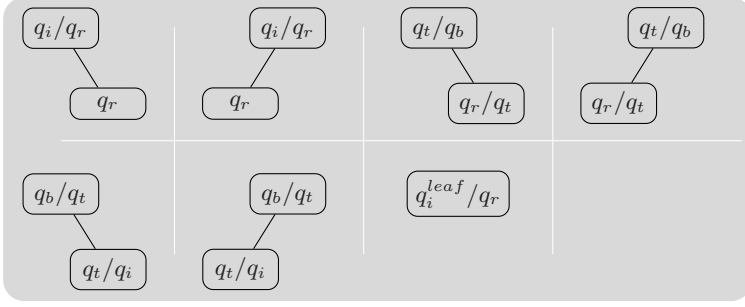 $q_i/q_r$ $q_i/q_r$ $q_t/q_b$ $q_t/q_b$
$q_r$ $q_r$ $q_r/q_t$ $q_r/q_t$
$q_b/q_t$ $q_b/q_t$ $q_i^{leaf}/q_r$
$q_t/q_i$ $q_t/q_i$